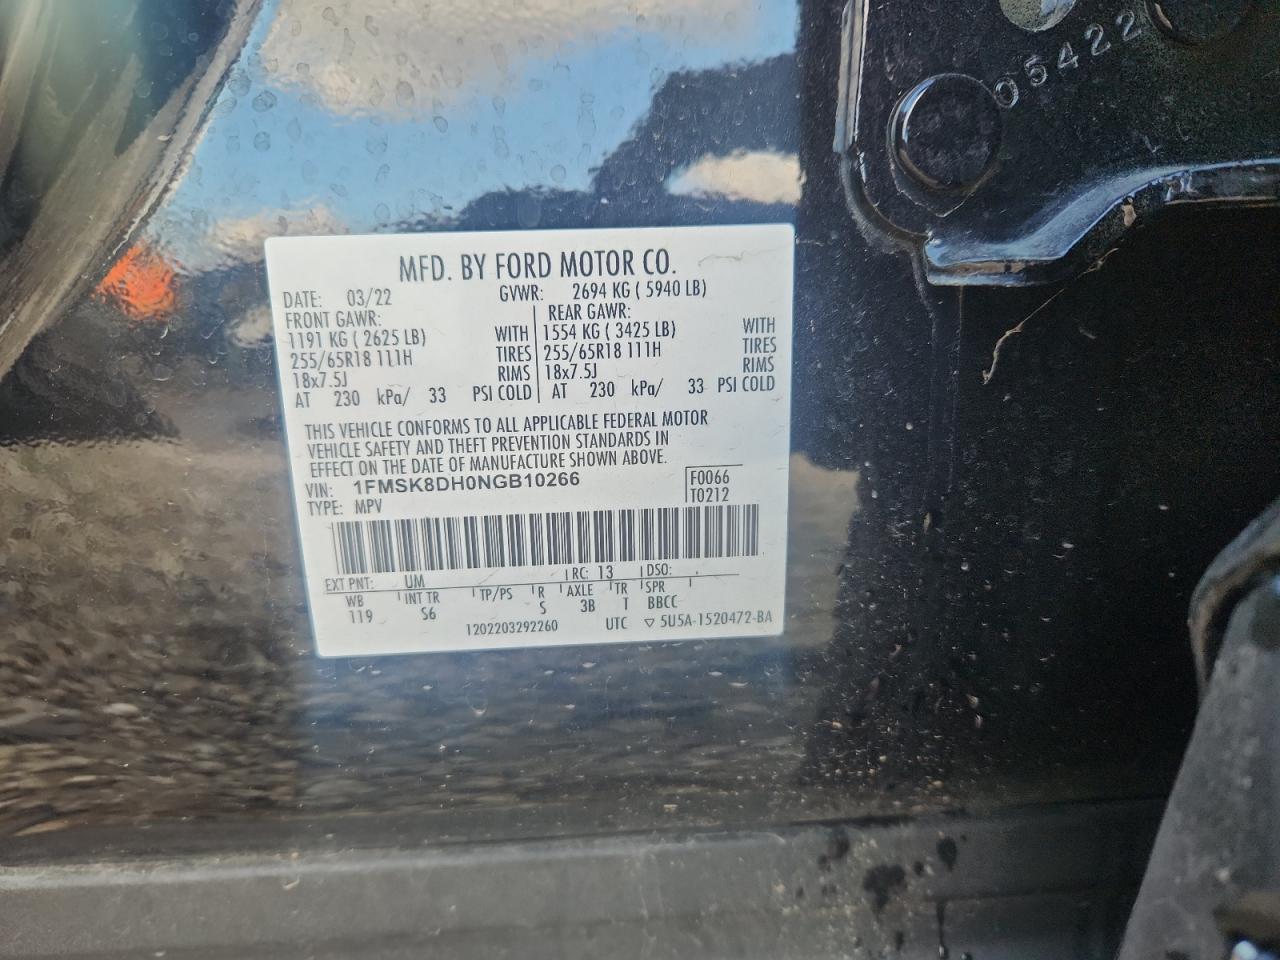 05422
MFD. BY FORD MOTOR CO.
DATE: 03/22 GVWR: 2694 KG ( 5940 LB)
FRONT GAWR: REAR GAWR:
1191 KG ( 2625 LB) WITH 1554 KG ( 3425 LB) WITH
255/65R18 111H TIRES 255/65R18 111H TIRES
18x7.5J RIMS 18x7.5J RIMS
AT 230 kPa/ 33 PSI COLD AT 230 kPa/ 33 PSI COLD
THIS VEHICLE CONFORMS TO ALL APPLICABLE FEDERAL MOTOR
VEHICLE SAFETY AND THEFT PREVENTION STANDARDS IN
EFFECT ON THE DATE OF MANUFACTURE SHOWN ABOVE.
VIN: 1FMSK8DH0NGB10266 F0066
TYPE: MPV T0212
EXT PNT: UM RC: 13 DSO:
WB INT TR TP/PS R AXLE TR SPR
119 S6 S 3B T BBCC
1202203292260 UTC ▽ 5U5A-1520472-BA